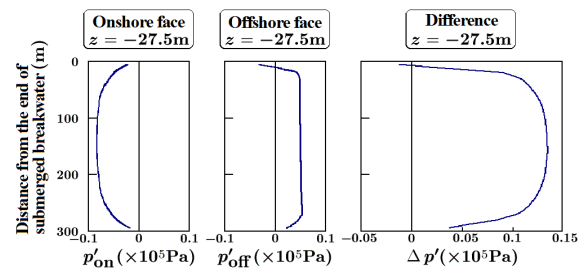 Onshore face
z = −27.5m
Offshore face
z = −27.5m
Difference
z = −27.5m
Distance from the end of
submerged breakwater (m)
0
100
200
300
−0.1 0 0.1
p′on (×10⁵Pa)
−0.1 0 0.1
p′off (×10⁵Pa)
−0.05 0 0.05 0.1 0.15
Δ p′ (×10⁵Pa)